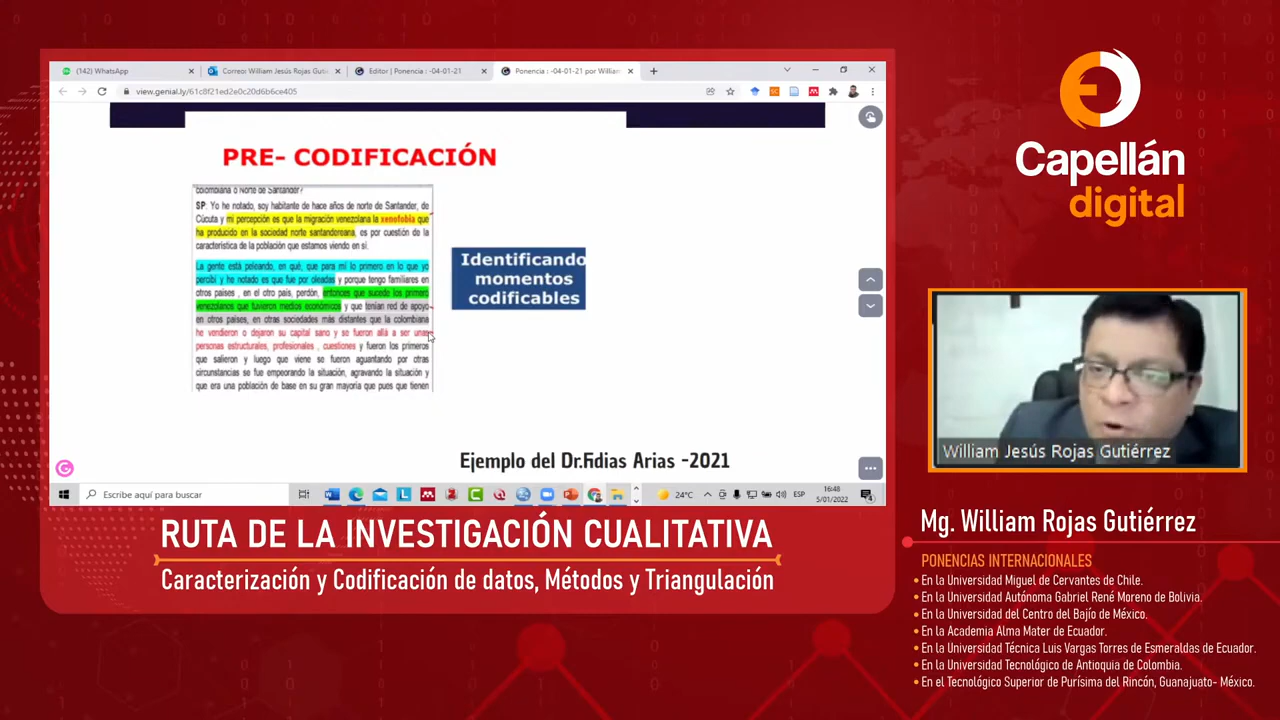 (142) WhatsApp
Correo: William Jesús Rojas Guti
Editor | Ponencia : -04-01-21
Ponencia : -04-01-21 por William
view.genial.ly/61c8f21ed2e0c20d6b6ce405
PRE- CODIFICACIÓN
colombiana o Norte de Santander?
SP: Yo he notado, soy habitante de hace años de norte de Santander, de
Cúcuta y mi percepción es que la migración venezolana la xenofobia que
ha producido en la sociedad norte santandereana, es por cuestión de la
característica de la población que estamos viendo en sí.
La gente está peleando, en qué, que para mí lo primero en lo que yo
percibí y he notado es que fue por oleadas y porque tengo familiares en
otros países , en el otro país, perdón, entonces que sucede los primero
venezolanos que tuvieron medios económicos y que tenían red de apoyo
en otros países, en otras sociedades más distantes que la colombiana
he vendieron o dejaron su capital sano y se fueron allá a ser unas
personas estructurales, profesionales , cuestiones y fueron los primeros
que salieron y luego que viene se fueron aguantando por otras
circunstancias se fue empeorando la situación, agravando la situación y
que era una población de base en su gran mayoría que pues que tienen
Identificando
momentos
codificables
Ejemplo del Dr.Fidias Arias -2021
Escribe aquí para buscar
24°C
ESP
16:48
5/01/2022
4
RUTA DE LA INVESTIGACIÓN CUALITATIVA
Caracterización y Codificación de datos, Métodos y Triangulación
Capellán
digital
William Jesús Rojas Gutiérrez
Mg. William Rojas Gutiérrez
PONENCIAS INTERNACIONALES
• En la Universidad Miguel de Cervantes de Chile.
• En la Universidad Autónoma Gabriel René Moreno de Bolivia.
• En la Universidad del Centro del Bajío de México.
• En la Academia Alma Mater de Ecuador.
• En la Universidad Técnica Luis Vargas Torres de Esmeraldas de Ecuador.
• En la Universidad Tecnológico de Antioquia de Colombia.
• En el Tecnológico Superior de Purísima del Rincón, Guanajuato- México.